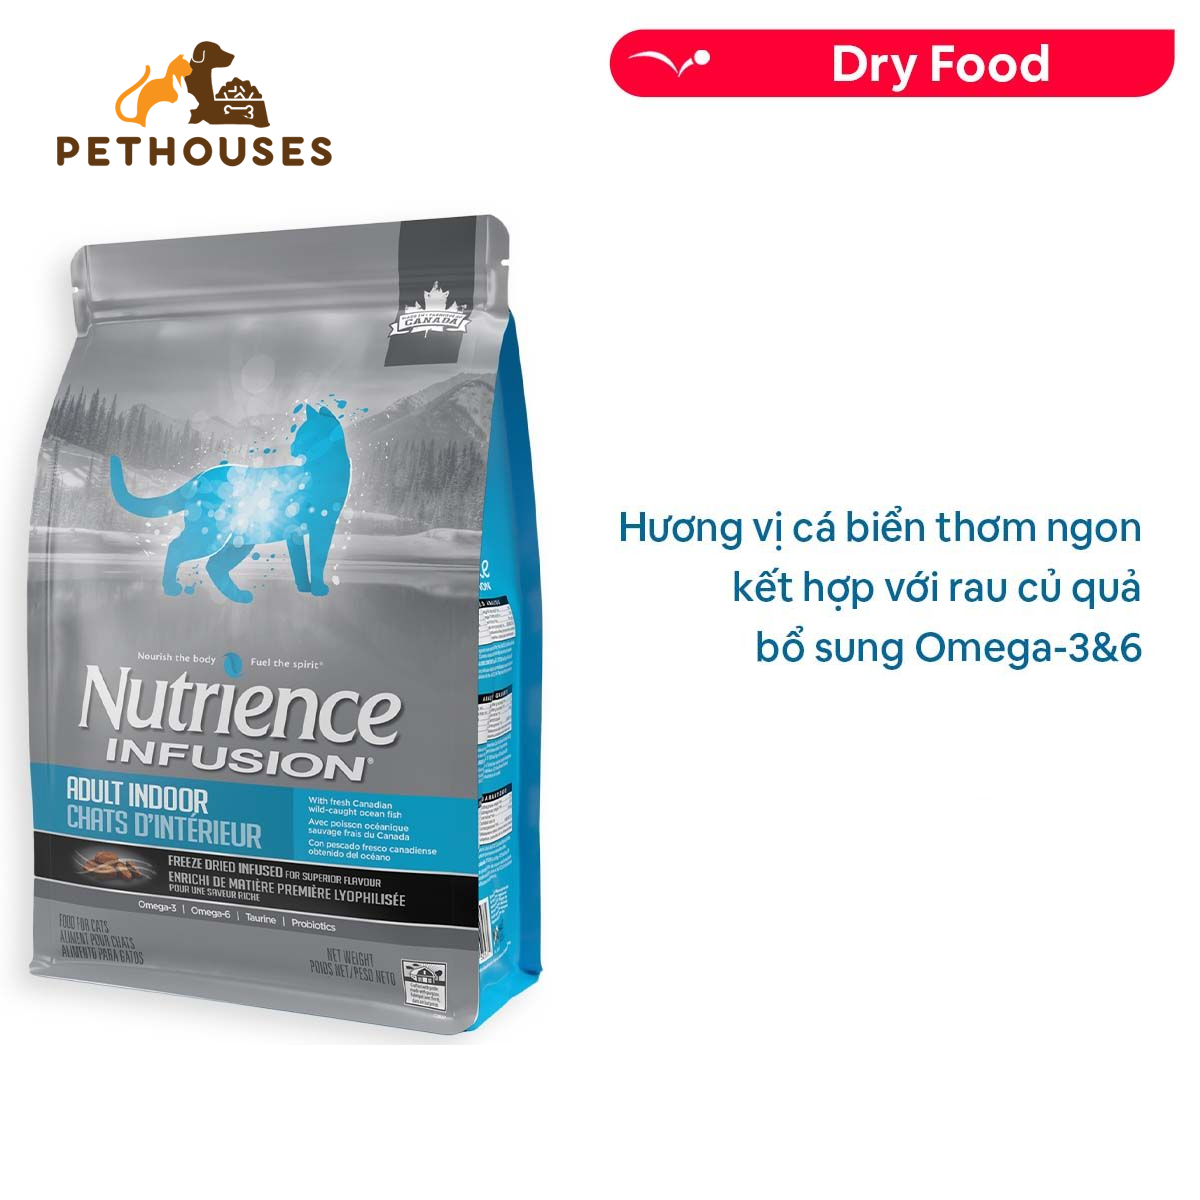 PETHOUSES
Dry Food
MADE IN • FABRIQUÉ AU
CANADA
Hương vị cá biển thơm ngon
kết hợp với rau củ quả
bổ sung Omega-3&6
Nourish the body Fuel the spirit®
Nutrience
INFUSION®
ADULT INDOOR
CHATS D'INTÉRIEUR
With fresh Canadian
wild-caught ocean fish
Avec poisson océanique
sauvage frais du Canada
Con pescado fresco canadiense
obtenido del océano
FREEZE DRIED INFUSED FOR SUPERIOR FLAVOUR
ENRICHI DE MATIÈRE PREMIÈRE LYOPHILISÉE
POUR UNE SAVEUR RICHE
Omega-3 | Omega-6 | Taurine | Probiotics
FOOD FOR CATS
ALIMENT POUR CHATS
ALIMENTO PARA GATOS
NET WEIGHT
POIDS NET/PESO NETO